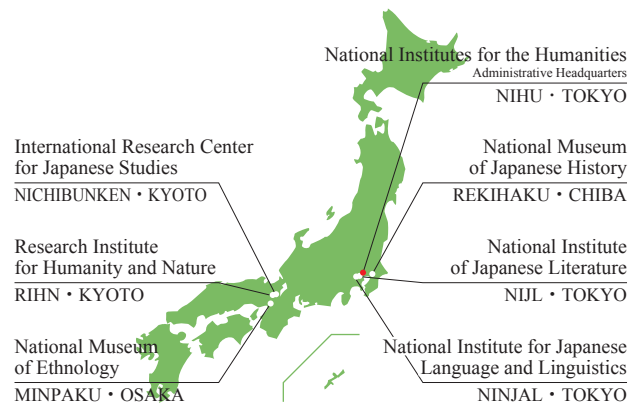 National Institutes for the Humanities
Administrative Headquarters
NIHU・TOKYO
International Research Center
for Japanese Studies
NICHIBUNKEN・KYOTO
National Museum
of Japanese History
REKIHAKU・CHIBA
Research Institute
for Humanity and Nature
RIHN・KYOTO
National Institute
of Japanese Literature
NIJL・TOKYO
National Museum
of Ethnology
MINPAKU・OSAKA
National Institute for Japanese
Language and Linguistics
NINJAL・TOKYO